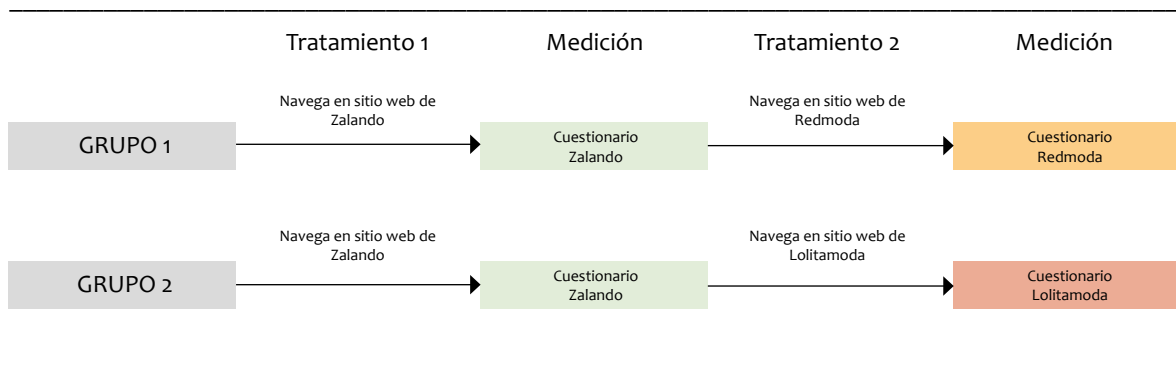 Tratamiento 1 Medición Tratamiento 2 Medición
Navega en sitio web de
Zalando
Navega en sitio web de
Redmoda
GRUPO 1
Cuestionario
Zalando
Cuestionario
Redmoda
Navega en sitio web de
Zalando
Navega en sitio web de
Lolitamoda
GRUPO 2
Cuestionario
Zalando
Cuestionario
Lolitamoda